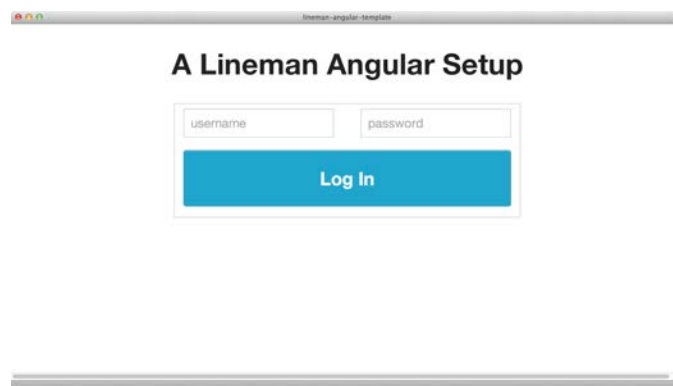 lineman-angular-template
A Lineman Angular Setup
username password
Log In